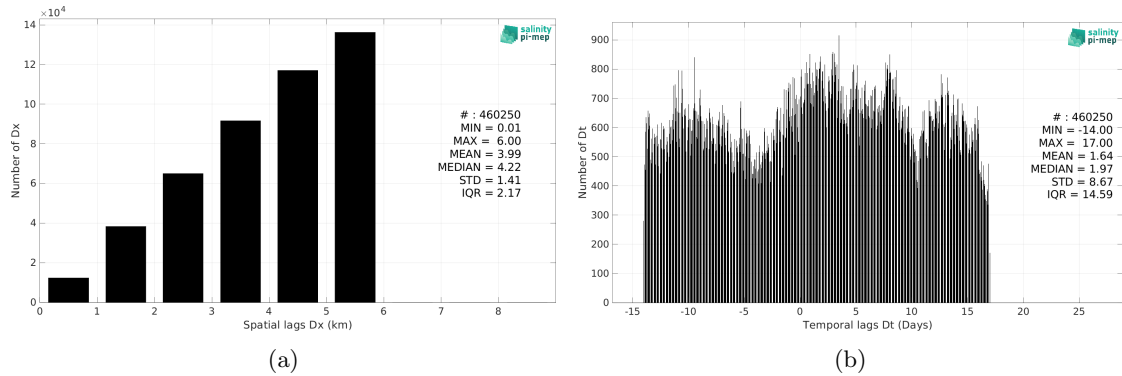 ×10⁴
14
12
10
8
6
4
2
0
Number of Dx
salinity
pi-mep
# : 460250
MIN = 0.01
MAX = 6.00
MEAN = 3.99
MEDIAN = 4.22
STD = 1.41
IQR = 2.17
0 1 2 3 4 5 6 7 8
Spatial lags Dx (km)
(a)
900
800
700
600
500
400
300
200
100
0
Number of Dt
salinity
pi-mep
# : 460250
MIN = -14.00
MAX = 17.00
MEAN = 1.64
MEDIAN = 1.97
STD = 8.67
IQR = 14.59
-15 -10 -5 0 5 10 15 20 25
Temporal lags Dt (Days)
(b)